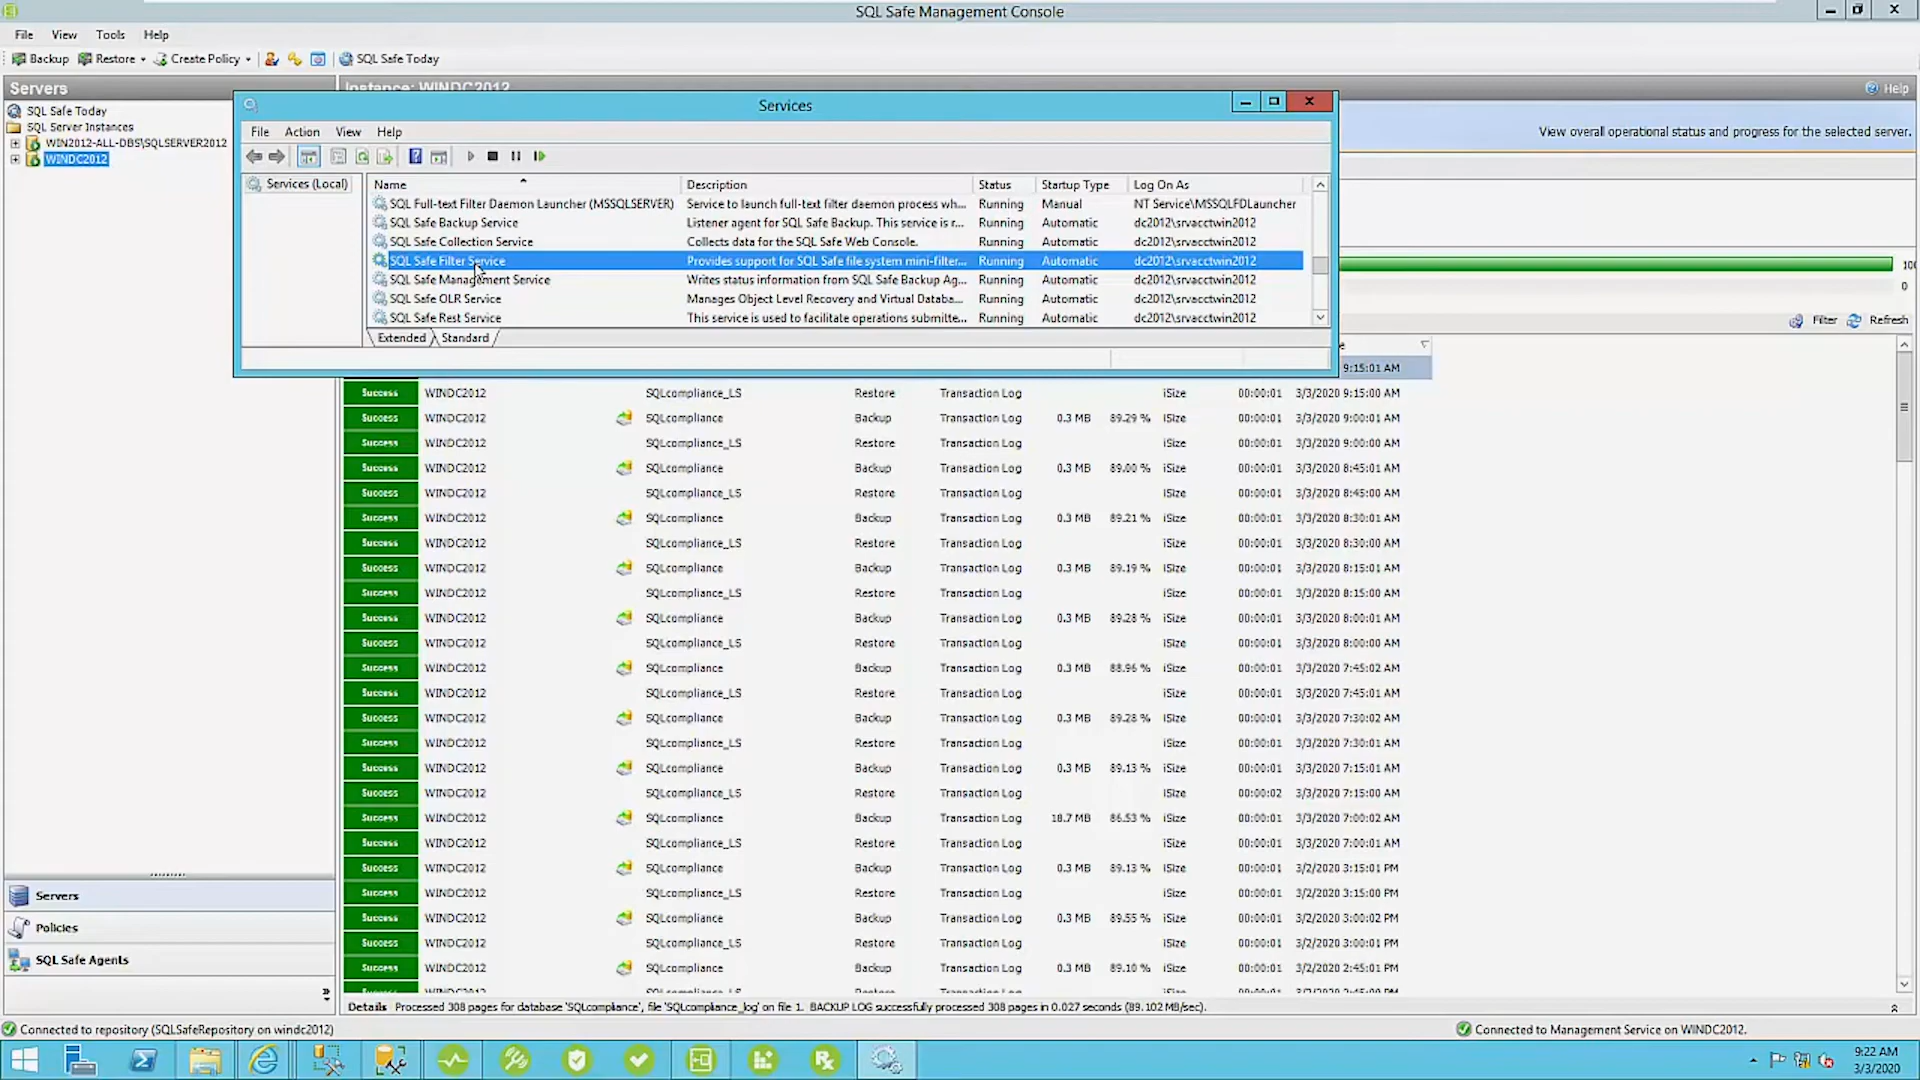 SQL Safe Management Console
File View Tools Help
Backup Restore Create Policy SQL Safe Today
Servers
Instance: WINDC2012
Help
SQL Safe Today
SQL Server Instances
WIN2012-ALL-DBS\SQLSERVER2012
WINDC2012
View overall operational status and progress for the selected server.
Services
File Action View Help
Services (Local)
Name Description Status Startup Type Log On As
SQL Full-text Filter Daemon Launcher (MSSQLSERVER) Service to launch full-text filter daemon process wh... Running Manual NT Service\MSSQLFDLauncher
SQL Safe Backup Service Listener agent for SQL Safe Backup. This service is r... Running Automatic dc2012\srvacctwin2012
SQL Safe Collection Service Collects data for the SQL Safe Web Console. Running Automatic dc2012\srvacctwin2012
SQL Safe Filter Service Provides support for SQL Safe file system mini-filter... Running Automatic dc2012\srvacctwin2012
SQL Safe Management Service Writes status information from SQL Safe Backup Ag... Running Automatic dc2012\srvacctwin2012
SQL Safe OLR Service Manages Object Level Recovery and Virtual Databa... Running Automatic dc2012\srvacctwin2012
SQL Safe Rest Service This service is used to facilitate operations submitte... Running Automatic dc2012\srvacctwin2012
Extended Standard
100
0
Filter Refresh
9:15:01 AM
Success WINDC2012 SQLcompliance_LS Restore Transaction Log iSize 00:00:01 3/3/2020 9:15:00 AM
Success WINDC2012 SQLcompliance Backup Transaction Log 0.3 MB 89.29 % iSize 00:00:01 3/3/2020 9:00:01 AM
Success WINDC2012 SQLcompliance_LS Restore Transaction Log iSize 00:00:01 3/3/2020 9:00:00 AM
Success WINDC2012 SQLcompliance Backup Transaction Log 0.3 MB 89.00 % iSize 00:00:01 3/3/2020 8:45:01 AM
Success WINDC2012 SQLcompliance_LS Restore Transaction Log iSize 00:00:01 3/3/2020 8:45:00 AM
Success WINDC2012 SQLcompliance Backup Transaction Log 0.3 MB 89.21 % iSize 00:00:01 3/3/2020 8:30:01 AM
Success WINDC2012 SQLcompliance_LS Restore Transaction Log iSize 00:00:01 3/3/2020 8:30:00 AM
Success WINDC2012 SQLcompliance Backup Transaction Log 0.3 MB 89.19 % iSize 00:00:01 3/3/2020 8:15:01 AM
Success WINDC2012 SQLcompliance_LS Restore Transaction Log iSize 00:00:01 3/3/2020 8:15:00 AM
Success WINDC2012 SQLcompliance Backup Transaction Log 0.3 MB 89.28 % iSize 00:00:01 3/3/2020 8:00:01 AM
Success WINDC2012 SQLcompliance_LS Restore Transaction Log iSize 00:00:01 3/3/2020 8:00:00 AM
Success WINDC2012 SQLcompliance Backup Transaction Log 0.3 MB 88.96 % iSize 00:00:01 3/3/2020 7:45:02 AM
Success WINDC2012 SQLcompliance_LS Restore Transaction Log iSize 00:00:01 3/3/2020 7:45:01 AM
Success WINDC2012 SQLcompliance Backup Transaction Log 0.3 MB 89.28 % iSize 00:00:01 3/3/2020 7:30:02 AM
Success WINDC2012 SQLcompliance_LS Restore Transaction Log iSize 00:00:01 3/3/2020 7:30:01 AM
Success WINDC2012 SQLcompliance Backup Transaction Log 0.3 MB 89.13 % iSize 00:00:01 3/3/2020 7:15:01 AM
Success WINDC2012 SQLcompliance_LS Restore Transaction Log iSize 00:00:02 3/3/2020 7:15:00 AM
Success WINDC2012 SQLcompliance Backup Transaction Log 18.7 MB 86.53 % iSize 00:00:01 3/3/2020 7:00:02 AM
Success WINDC2012 SQLcompliance_LS Restore Transaction Log iSize 00:00:01 3/3/2020 7:00:01 AM
Success WINDC2012 SQLcompliance Backup Transaction Log 0.3 MB 89.13 % iSize 00:00:01 3/2/2020 3:15:01 PM
Success WINDC2012 SQLcompliance_LS Restore Transaction Log iSize 00:00:01 3/2/2020 3:15:00 PM
Success WINDC2012 SQLcompliance Backup Transaction Log 0.3 MB 89.55 % iSize 00:00:01 3/2/2020 3:00:02 PM
Success WINDC2012 SQLcompliance_LS Restore Transaction Log iSize 00:00:01 3/2/2020 3:00:01 PM
Success WINDC2012 SQLcompliance Backup Transaction Log 0.3 MB 89.10 % iSize 00:00:01 3/2/2020 2:45:01 PM
Servers
Policies
SQL Safe Agents
Details Processed 308 pages for database 'SQLcompliance', file 'SQLcompliance_log' on file 1. BACKUP LOG successfully processed 308 pages in 0.027 seconds (89.102 MB/sec).
Connected to repository (SQLSafeRepository on windc2012)
Connected to Management Service on WINDC2012.
9:22 AM
3/3/2020